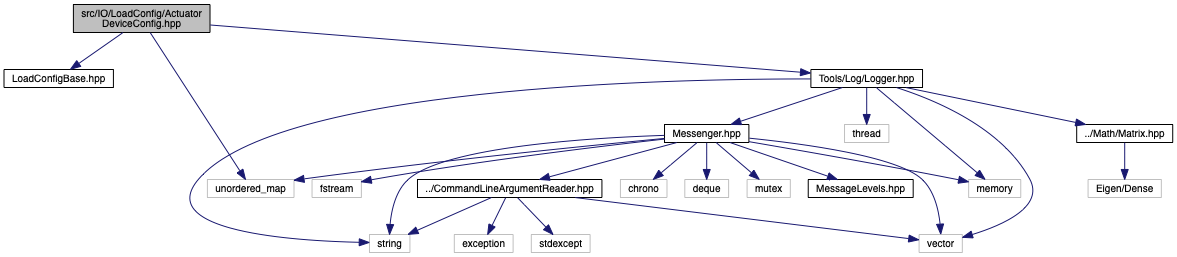 src/IO/LoadConfig/Actuator
DeviceConfig.hpp
LoadConfigBase.hpp
Tools/Log/Logger.hpp
Messenger.hpp
thread
../Math/Matrix.hpp
unordered_map
fstream
../CommandLineArgumentReader.hpp
chrono
deque
mutex
MessageLevels.hpp
memory
Eigen/Dense
string
exception
stdexcept
vector